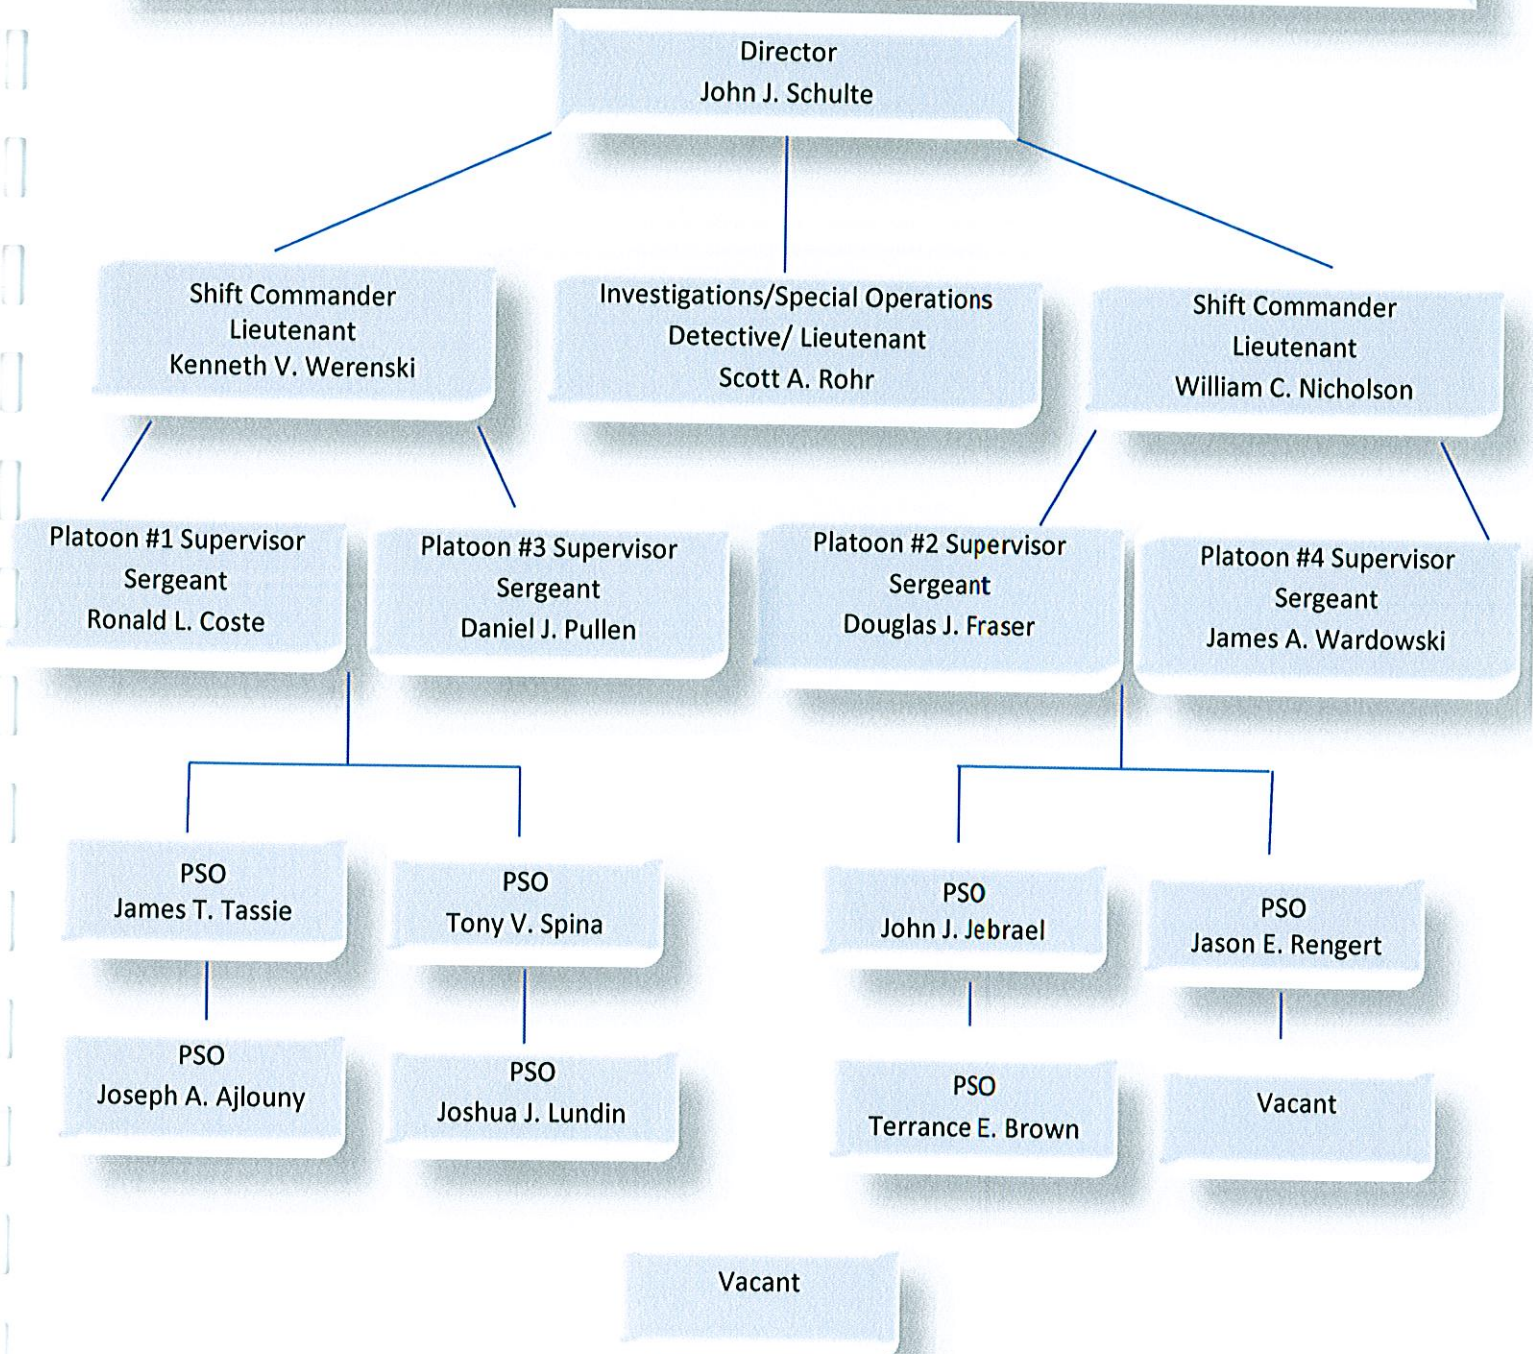 Director
John J. Schulte
Shift Commander
Lieutenant
Kenneth V. Werenski
Investigations/Special Operations
Detective/ Lieutenant
Scott A. Rohr
Shift Commander
Lieutenant
William C. Nicholson
Platoon #1 Supervisor
Sergeant
Ronald L. Coste
Platoon #3 Supervisor
Sergeant
Daniel J. Pullen
Platoon #2 Supervisor
Sergeant
Douglas J. Fraser
Platoon #4 Supervisor
Sergeant
James A. Wardowski
PSO
James T. Tassie
PSO
Tony V. Spina
PSO
John J. Jebrael
PSO
Jason E. Rengert
PSO
Joseph A. Ajlouny
PSO
Joshua J. Lundin
PSO
Terrance E. Brown
Vacant
Vacant